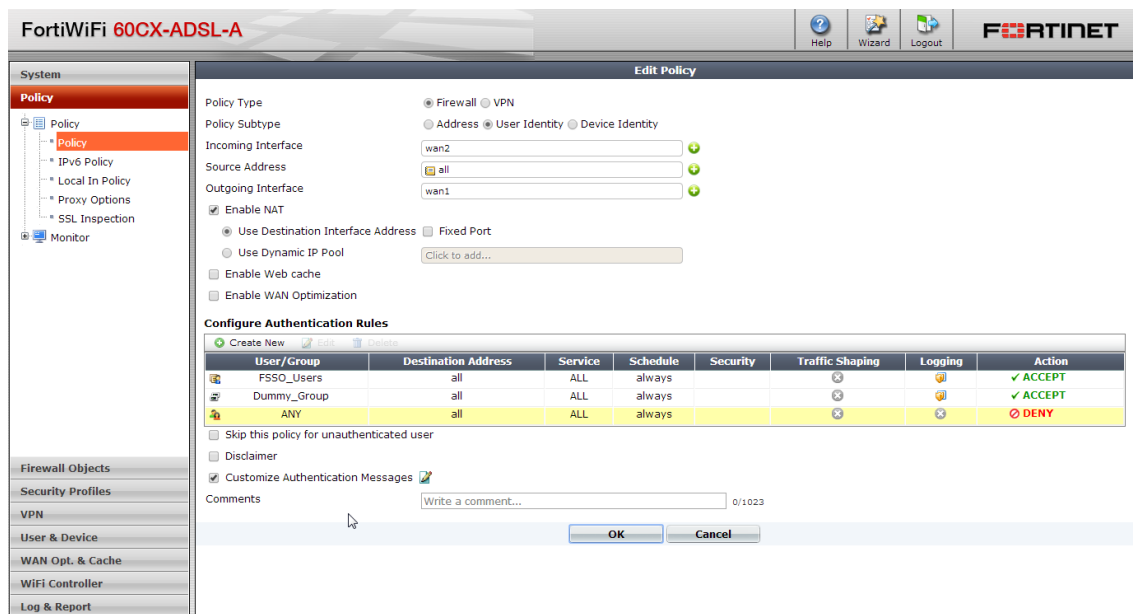 FortiWiFi 60CX-ADSL-A
Help Wizard Logout
FORTINET
System
Policy
Policy
Policy
IPv6 Policy
Local In Policy
Proxy Options
SSL Inspection
Monitor
Firewall Objects
Security Profiles
VPN
User & Device
WAN Opt. & Cache
WiFi Controller
Log & Report
Edit Policy
Policy Type Firewall VPN
Policy Subtype Address User Identity Device Identity
Incoming Interface wan2
Source Address all
Outgoing Interface wan1
Enable NAT
Use Destination Interface Address Fixed Port
Use Dynamic IP Pool Click to add...
Enable Web cache
Enable WAN Optimization
Configure Authentication Rules
Create New Edit Delete
User/Group Destination Address Service Schedule Security Traffic Shaping Logging Action
FSSO_Users all ALL always ACCEPT
Dummy_Group all ALL always ACCEPT
ANY all ALL always DENY
Skip this policy for unauthenticated user
Disclaimer
Customize Authentication Messages
Comments Write a comment... 0/1023
OK Cancel